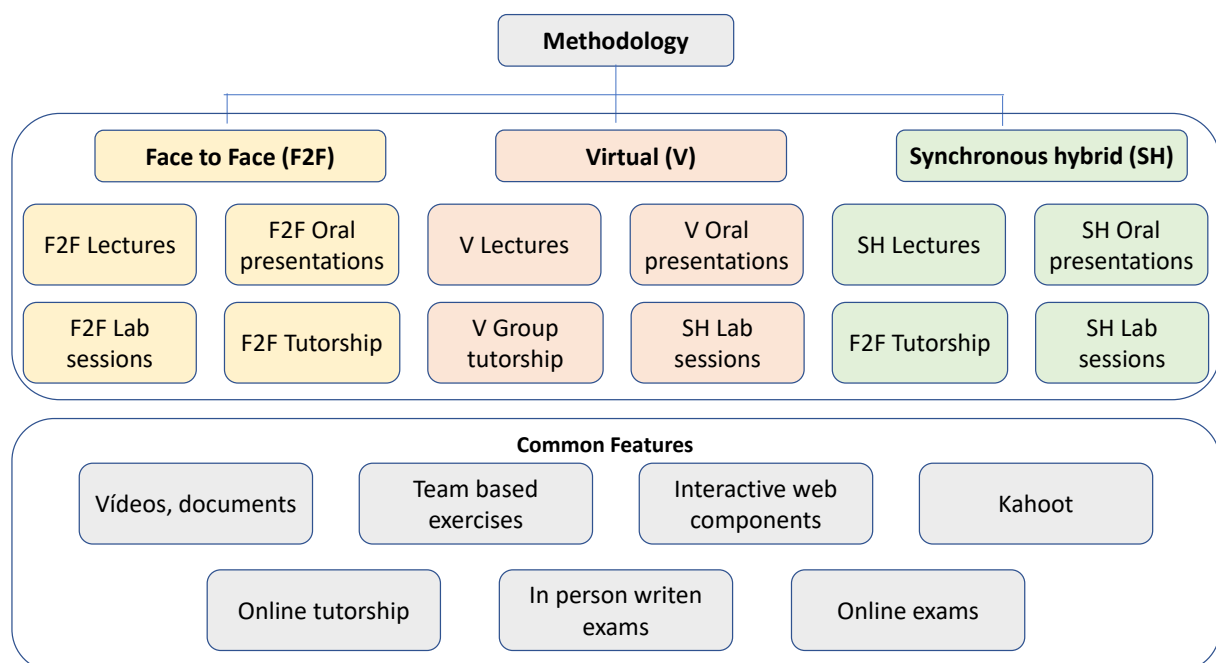 Methodology
Face to Face (F2F)
Virtual (V)
Synchronous hybrid (SH)
F2F Lectures
F2F Oral
presentations
V Lectures
V Oral
presentations
SH Lectures
SH Oral
presentations
F2F Lab
sessions
F2F Tutorship
V Group
tutorship
SH Lab
sessions
F2F Tutorship
SH Lab
sessions
Common Features
Vídeos, documents
Team based
exercises
Interactive web
components
Kahoot
Online tutorship
In person writen
exams
Online exams